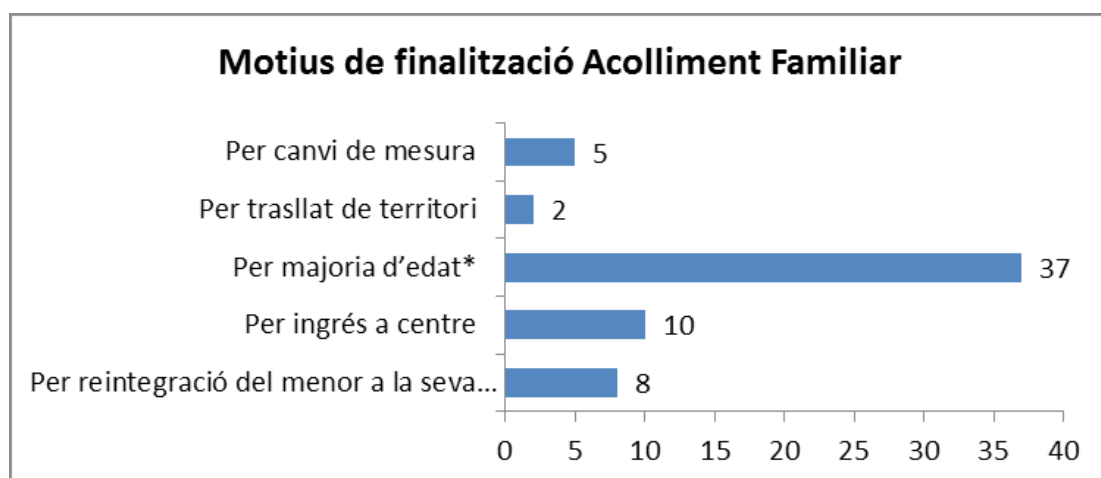 Motius de finalització Acolliment Familiar
Per canvi de mesura
5
Per trasllat de territori
2
Per majoria d’edat*
37
Per ingrés a centre
10
Per reintegració del menor a la seva...
8
0 5 10 15 20 25 30 35 40